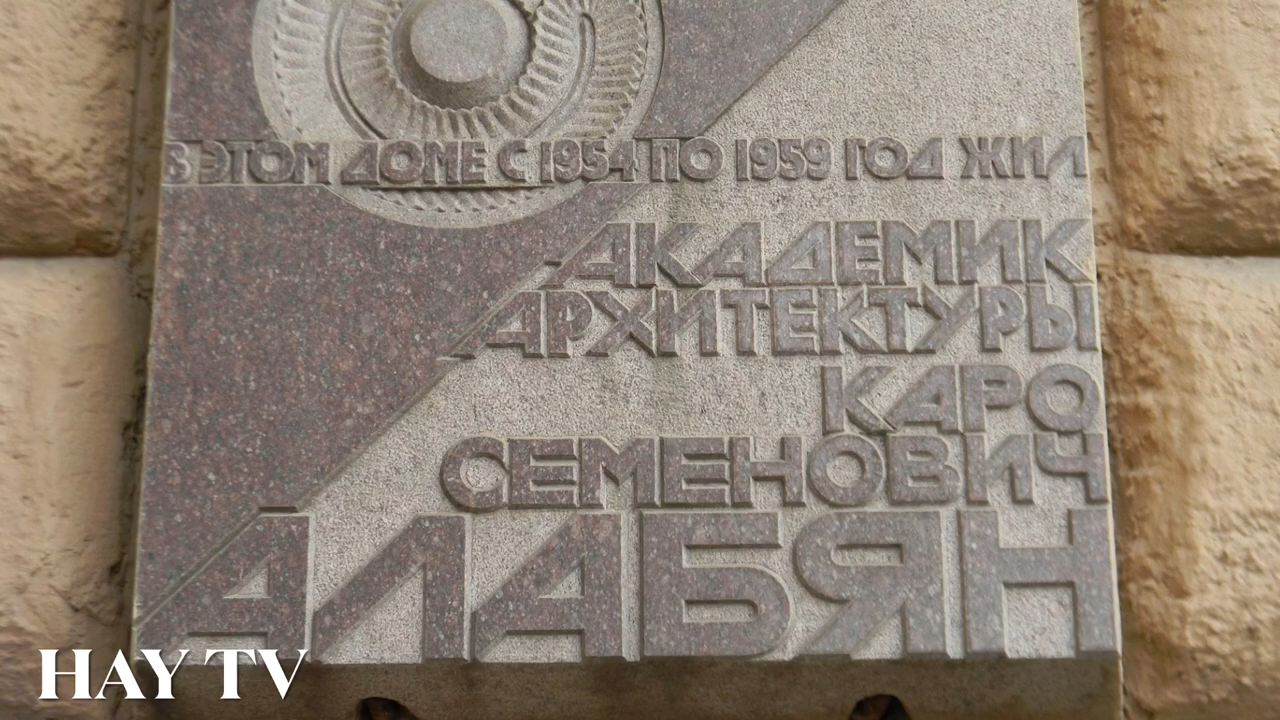 В ЭТОМ ДОМЕ С 1954 ПО 1959 ГОД ЖИЛ
АКАДЕМИК
АРХИТЕКТУРЫ
КАРО
СЕМЕНОВИЧ
АЛАБЯН
HAY TV